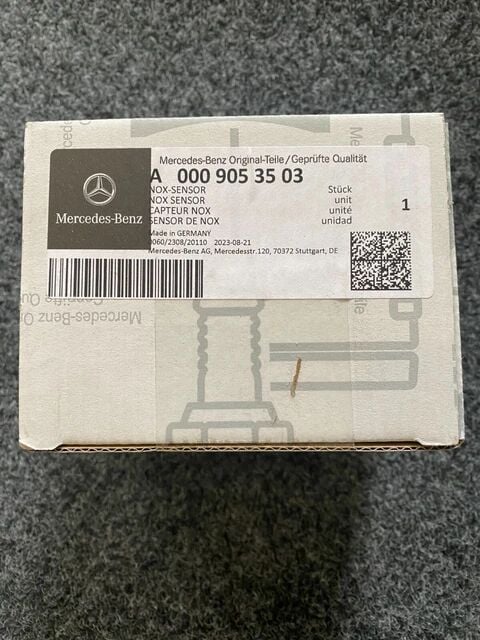 Mercedes-Benz Original-Teile/Geprüfte Qualität
A 000 905 35 03
NOX-SENSOR Stück
NOX SENSOR unit
CAPTEUR NOX unité
SENSOR DE NOX unidad
1
Made in GERMANY
0060/2308/20110 2023-08-21
Mercedes-Benz AG, Mercedesstr.120, 70372 Stuttgart, DE
Mercedes-Benz
Mercedes-Benz